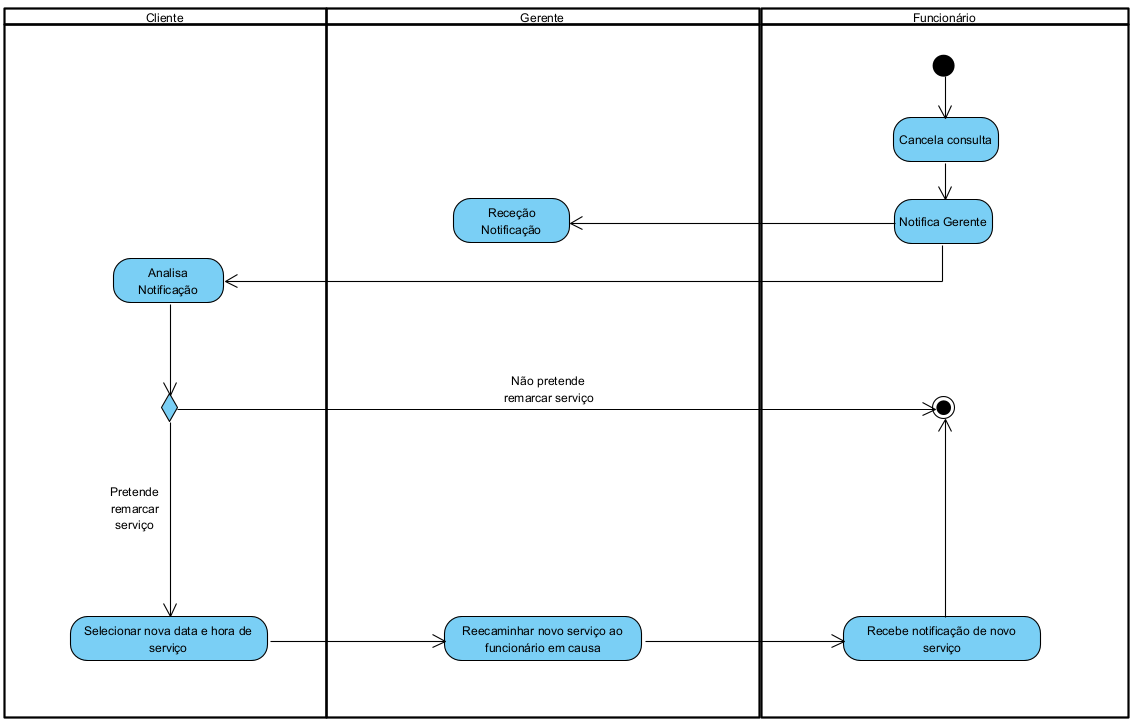 Cliente
Gerente
Funcionário
Cancela consulta
Receção
Notificação
Notifica Gerente
Analisa
Notificação
Não pretende
remarcar serviço
Pretende
remarcar
serviço
Selecionar nova data e hora de
serviço
Reecaminhar novo serviço ao
funcionário em causa
Recebe notificação de novo
serviço